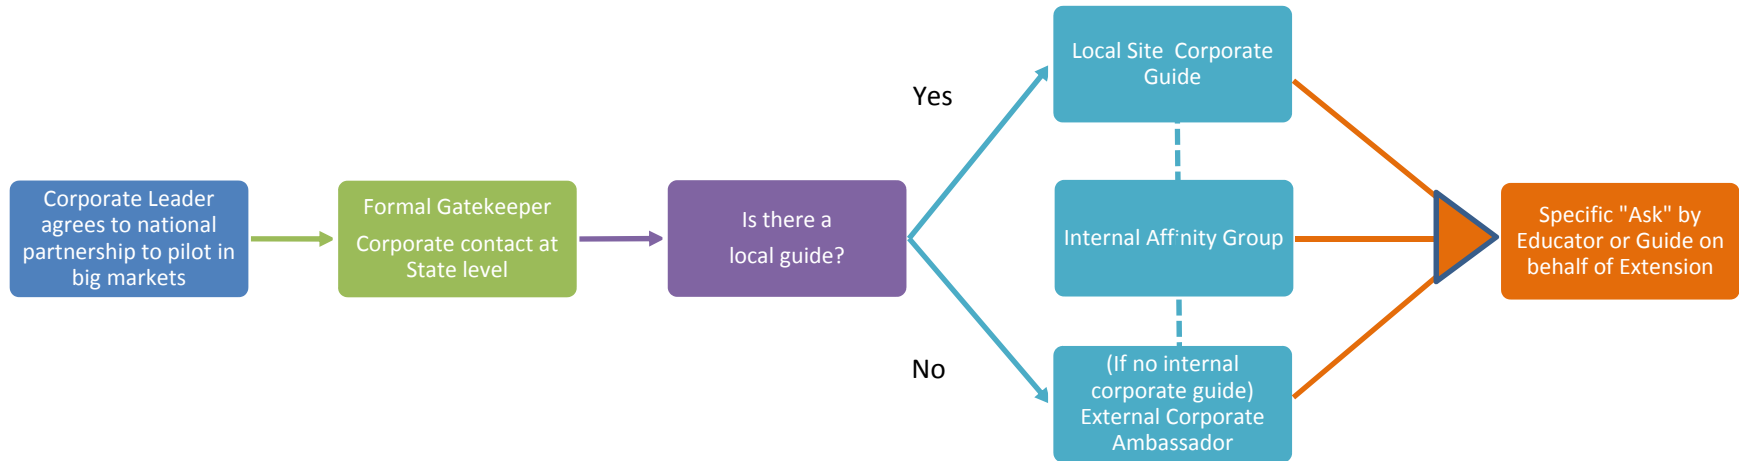 Corporate Leader
agrees to national
partnership to pilot in
big markets
Formal Gatekeeper
Corporate contact at
State level
Is there a
local guide?
Yes
No
Local Site Corporate
Guide
Internal Affinity Group
(If no internal
corporate guide)
External Corporate
Ambassador
Specific "Ask" by
Educator or Guide on
behalf of Extension